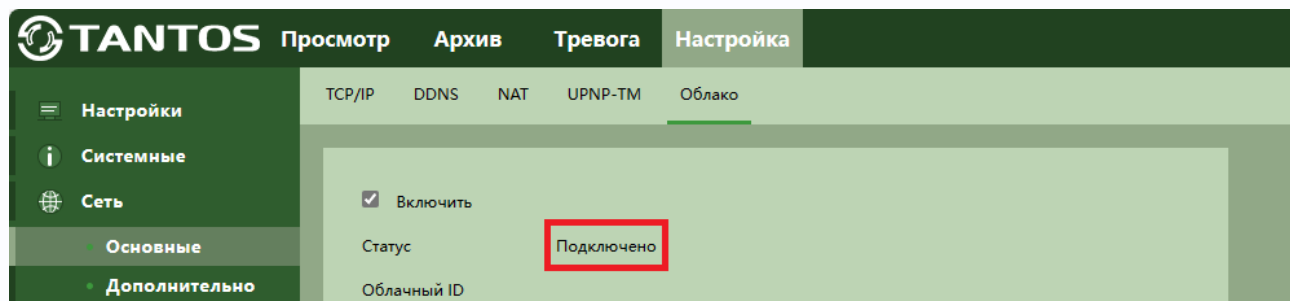 TANTOS Просмотр Архив Тревога Настройка
TCP/IP DDNS NAT UPNP-TM Облако
Настройки
Системные
Сеть
Основные
Дополнительно
Включить
Статус Подключено
Облачный ID